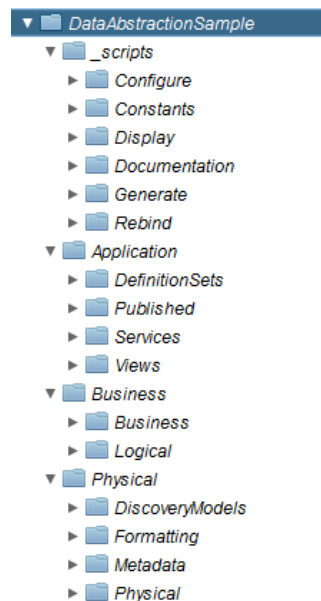 DataAbstractionSample
_scripts
Configure
Constants
Display
Documentation
Generate
Rebind
Application
DefinitionSets
Published
Services
Views
Business
Business
Logical
Physical
DiscoveryModels
Formatting
Metadata
Physical